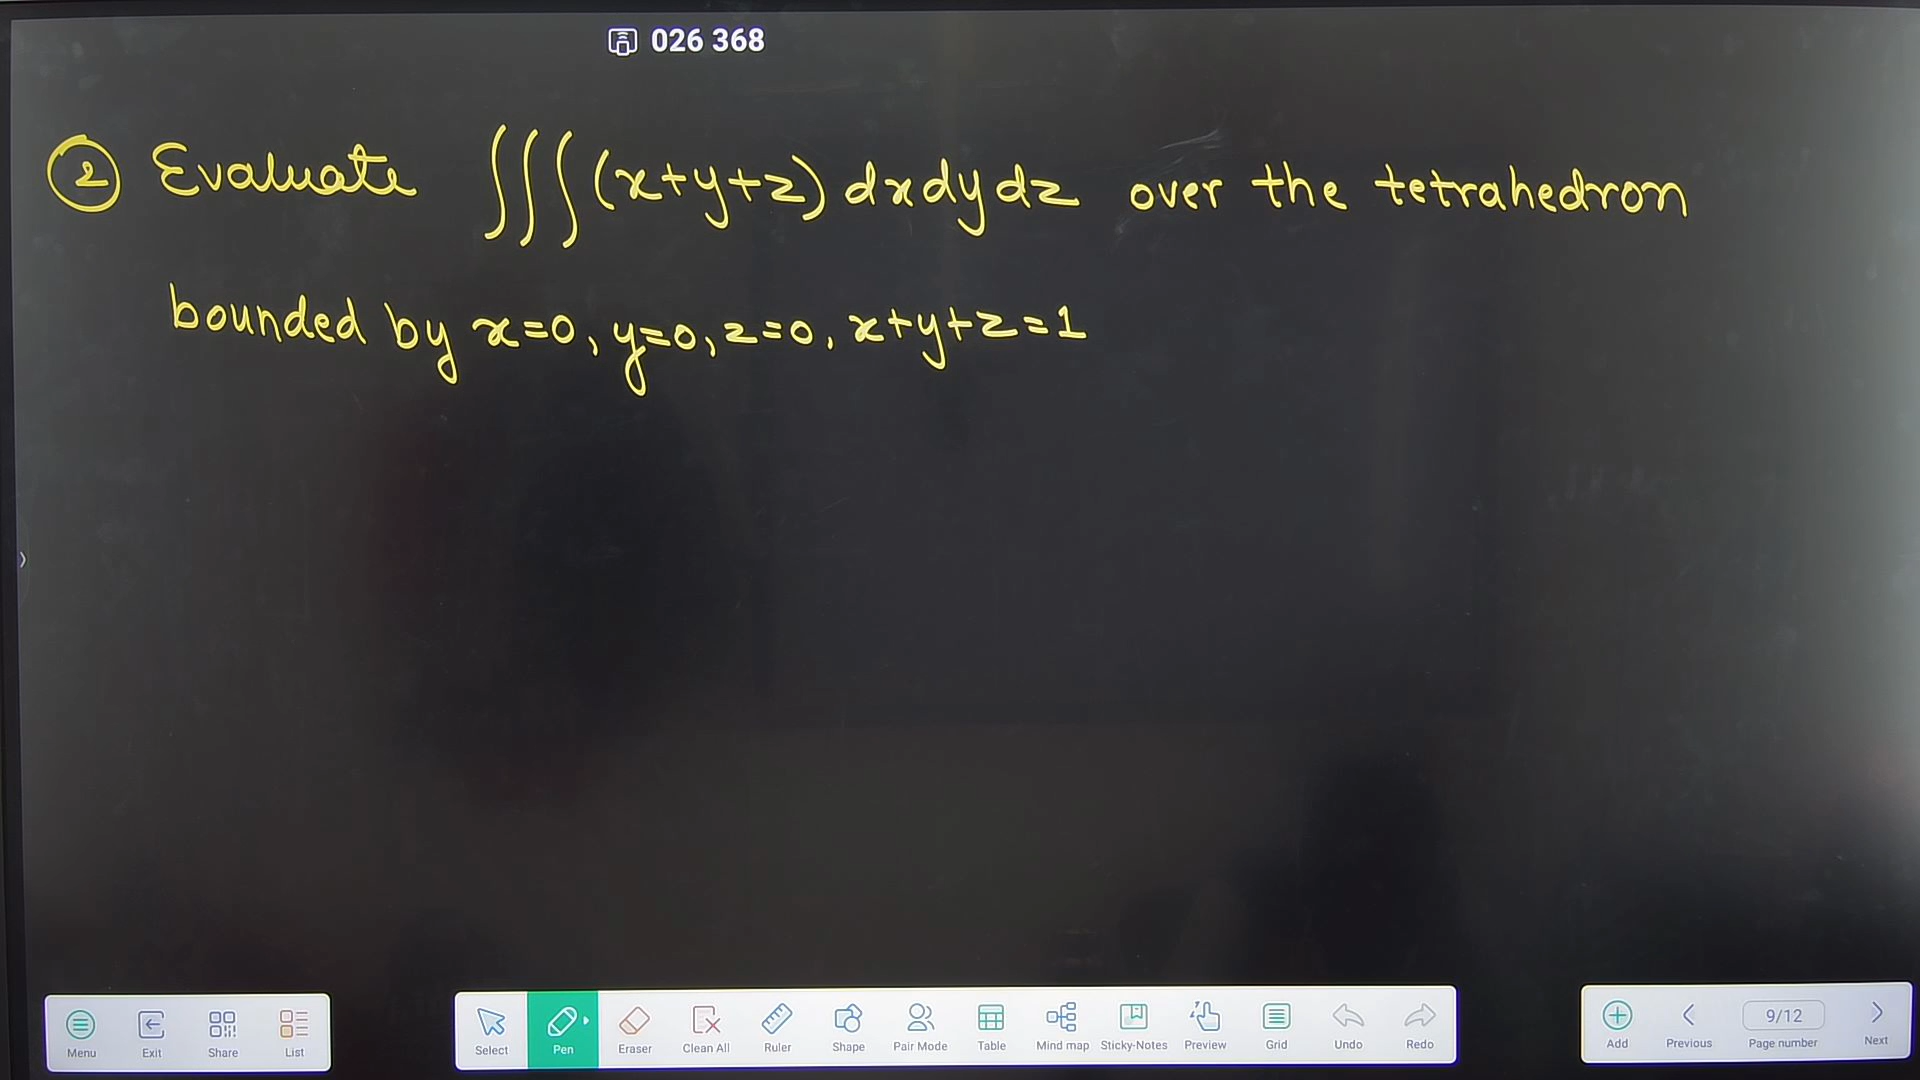 026 368
② Evaluate ∫∫∫ (x+y+z) dxdydz over the tetrahedron
bounded by x=0, y=0, z=0, x+y+z=1
Menu Exit Share List Select Pen Eraser Clean All Ruler Shape Pair Mode Table Mind map Sticky-Notes Preview Grid Undo Redo Add Previous 9/12 Page number Next